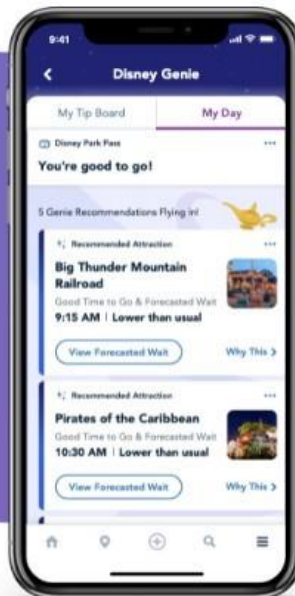 9:41
Disney Genie
My Tip Board
My Day
Disney Park Pass
You're good to go!
5 Genie Recommendations Flying in!
Recommended Attraction
Big Thunder Mountain
Railroad
Good Time to Go & Forecasted Wait
9:15 AM | Lower than usual
View Forecasted Wait
Why This >
Recommended Attraction
Pirates of the Caribbean
Good Time to Go & Forecasted Wait
10:30 AM | Lower than usual
View Forecasted Wait
Why This >